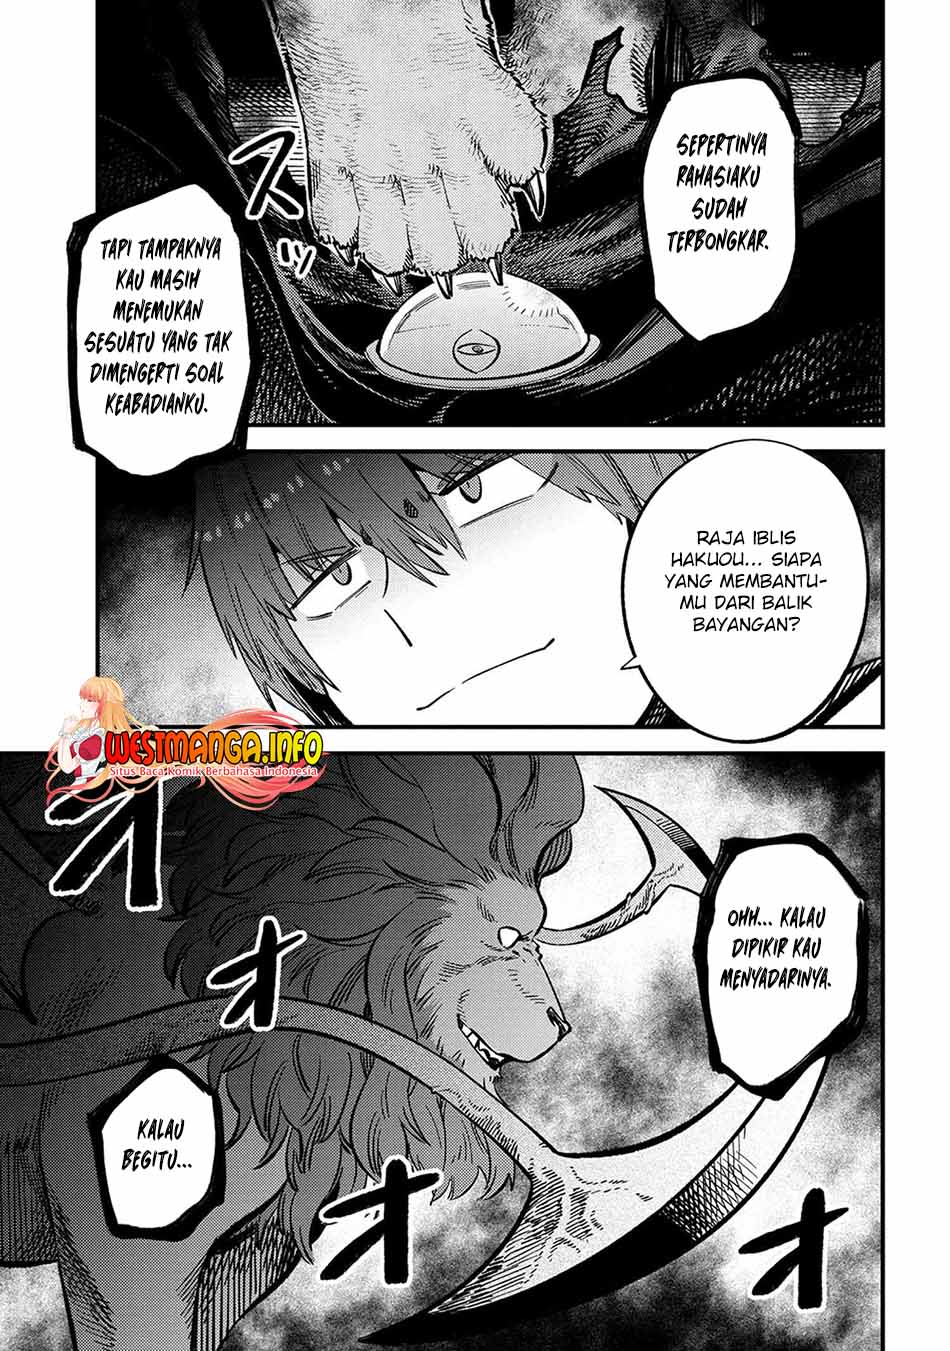 SEPERTINYA
RAHASIAKU
SUDAH
TERBONGKAR.
スッ
TAPI TAMPAKNYA
KAU MASIH
MENEMUKAN
SESUATU YANG TAK
DIMENGERTI SOAL
KEABADIANKU.
RAJA IBLIS
HAKUOU... SIAPA
YANG MEMBANTU-
MU DARI BALIK
BAYANGAN?
WESTMANGA.INFO
Situs Baca Komik Berbahasa Indonesia
OHH... KALAU
DIPIKIR KAU
MENYADARINYA.
KALAU
BEGITU...
オオオオ